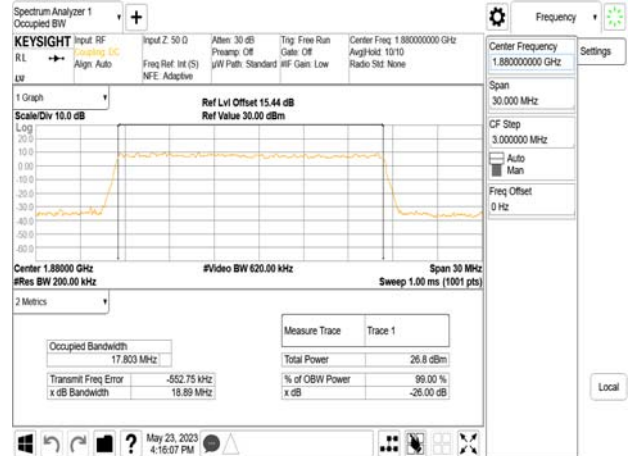 Spectrum Analyzer 1
Occupied BW
+
Frequency
KEYSIGHT
Input: RF
Coupling: DC
Align: Auto
RL
Input Z: 50 Ω
Freq Ref: Int (S)
NFE: Adaptive
Atten: 30 dB
Preamp: Off
µW Path: Standard
Trig: Free Run
Gate: Off
#IF Gain: Low
Center Freq: 1.880000000 GHz
Avg|Hold: 10/10
Radio Std: None
Center Frequency
1.880000000 GHz
Settings
Span
30.000 MHz
CF Step
3.000000 MHz
Auto
Man
Freq Offset
0 Hz
Local
1 Graph
Scale/Div 10.0 dB
Ref Lvl Offset 15.44 dB
Ref Value 30.00 dBm
Log
20.0
10.0
0.00
-10.0
-20.0
-30.0
-40.0
-50.0
-60.0
Center 1.88000 GHz
#Res BW 200.00 kHz
#Video BW 620.00 kHz
Span 30 MHz
Sweep 1.00 ms (1001 pts)
2 Metrics
Measure Trace Trace 1
Occupied Bandwidth
17.803 MHz
Total Power 26.8 dBm
Transmit Freq Error -552.75 kHz
% of OBW Power 99.00 %
x dB Bandwidth 18.89 MHz
x dB -26.00 dB
?
May 23, 2023
4:16:07 PM